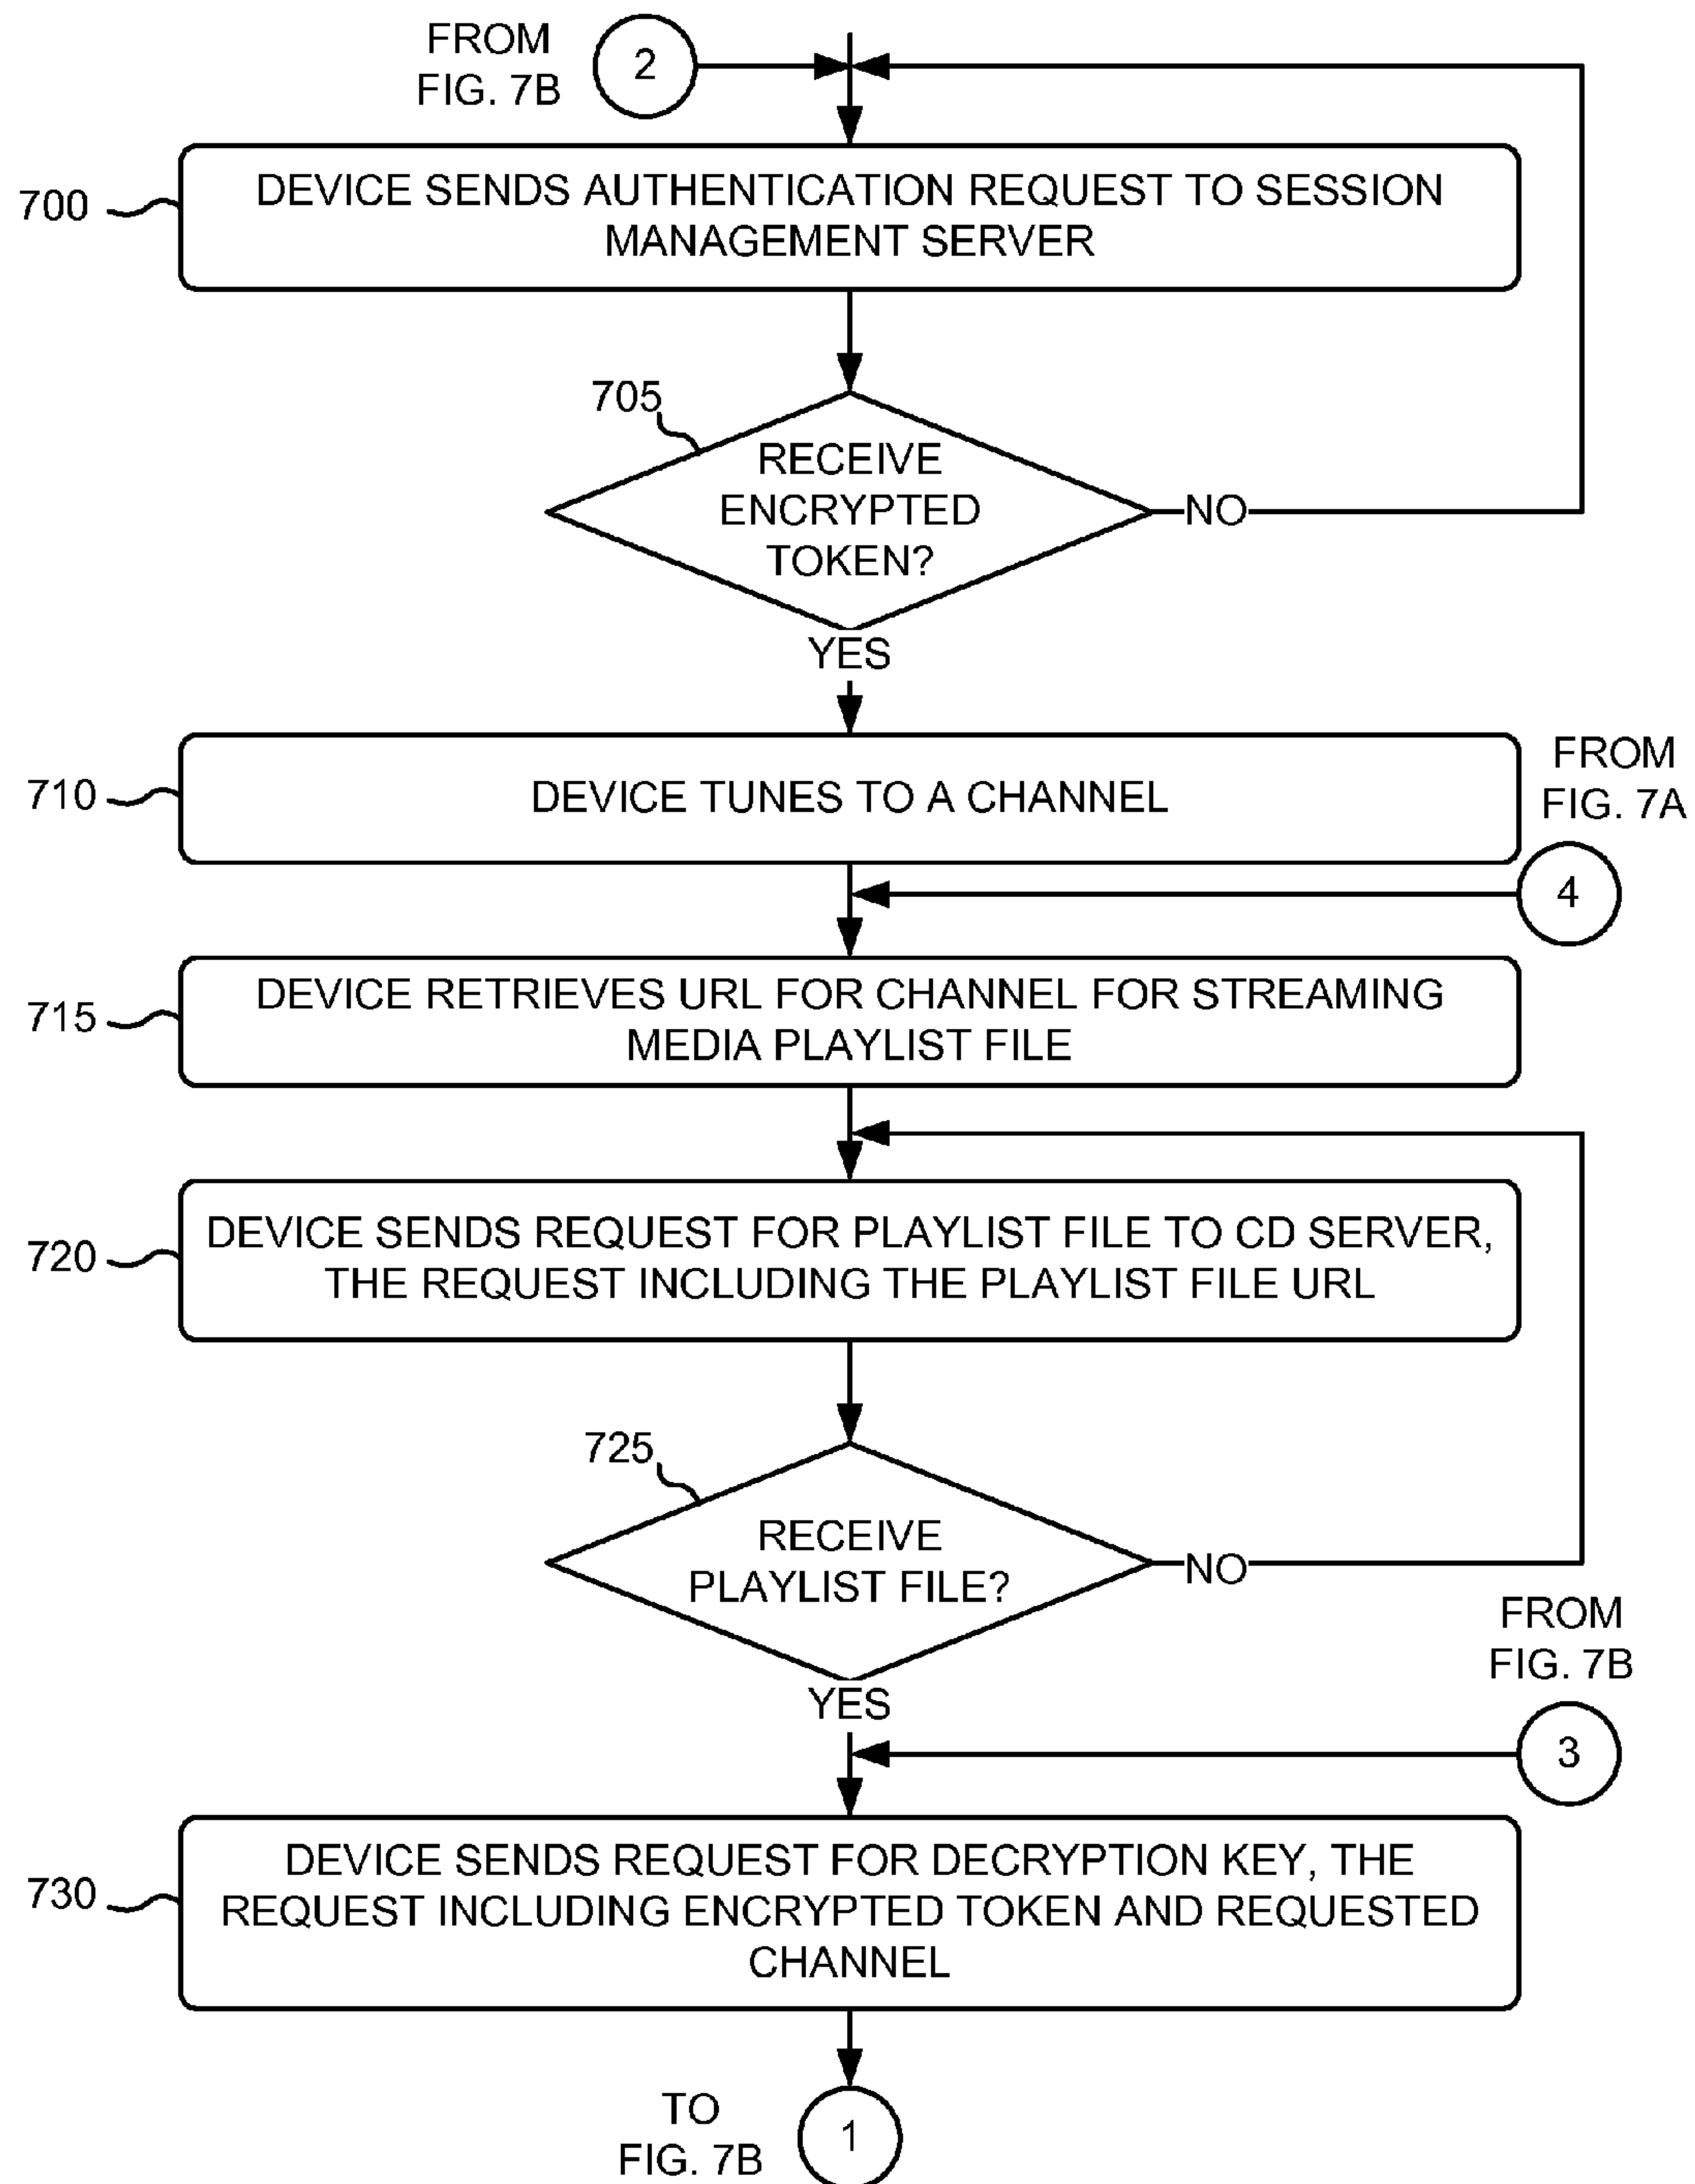 FROM
FIG. 7B
2
700
DEVICE SENDS AUTHENTICATION REQUEST TO SESSION
MANAGEMENT SERVER
705
RECEIVE
ENCRYPTED
TOKEN?
NO
YES
710
DEVICE TUNES TO A CHANNEL
FROM
FIG. 7A
4
715
DEVICE RETRIEVES URL FOR CHANNEL FOR STREAMING
MEDIA PLAYLIST FILE
720
DEVICE SENDS REQUEST FOR PLAYLIST FILE TO CD SERVER,
THE REQUEST INCLUDING THE PLAYLIST FILE URL
725
RECEIVE
PLAYLIST FILE?
NO
YES
FROM
FIG. 7B
3
730
DEVICE SENDS REQUEST FOR DECRYPTION KEY, THE
REQUEST INCLUDING ENCRYPTED TOKEN AND REQUESTED
CHANNEL
TO
FIG. 7B
1